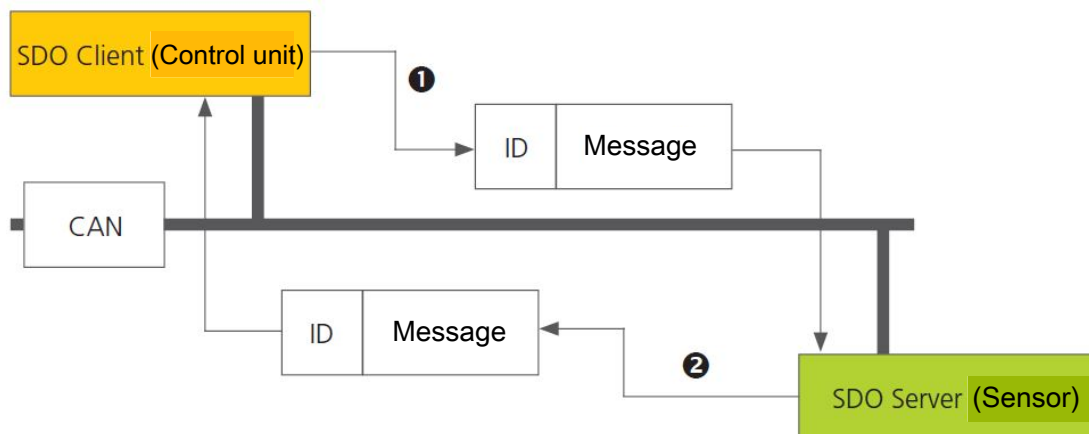 SDO Client (Control unit)
❶
ID Message
CAN
ID Message
❷
SDO Server (Sensor)